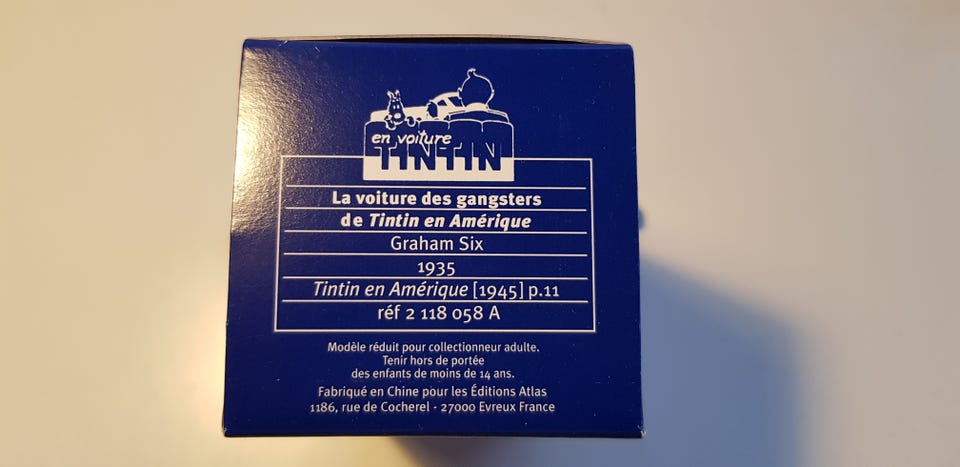 en voiture
TINTIN
La voiture des gangsters
de Tintin en Amérique
Graham Six
1935
Tintin en Amérique [1945] p.11
réf 2 118 058 A
Modèle réduit pour collectionneur adulte.
Tenir hors de portée
des enfants de moins de 14 ans.
Fabriqué en Chine pour les Éditions Atlas
1186, rue de Cocherel - 27000 Evreux France